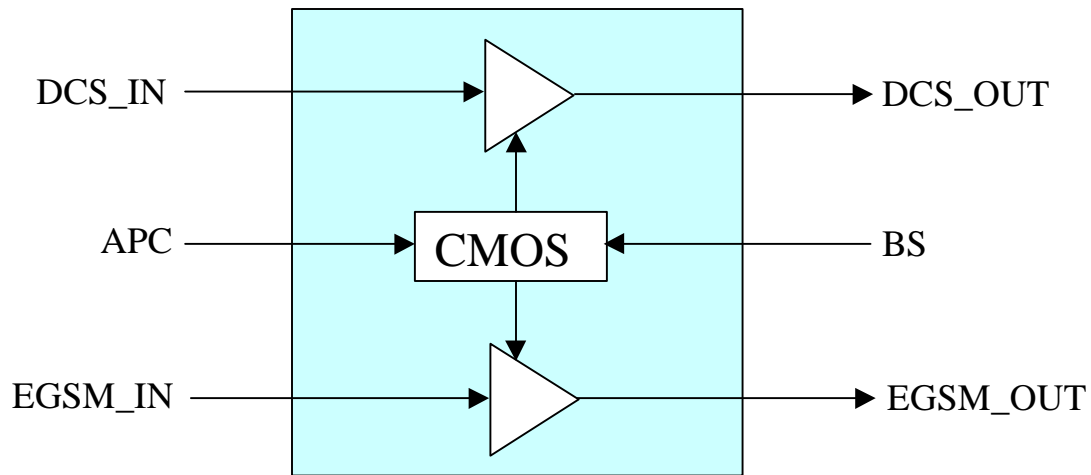 DCS_IN
DCS_OUT
APC
CMOS
BS
EGSM_IN
EGSM_OUT